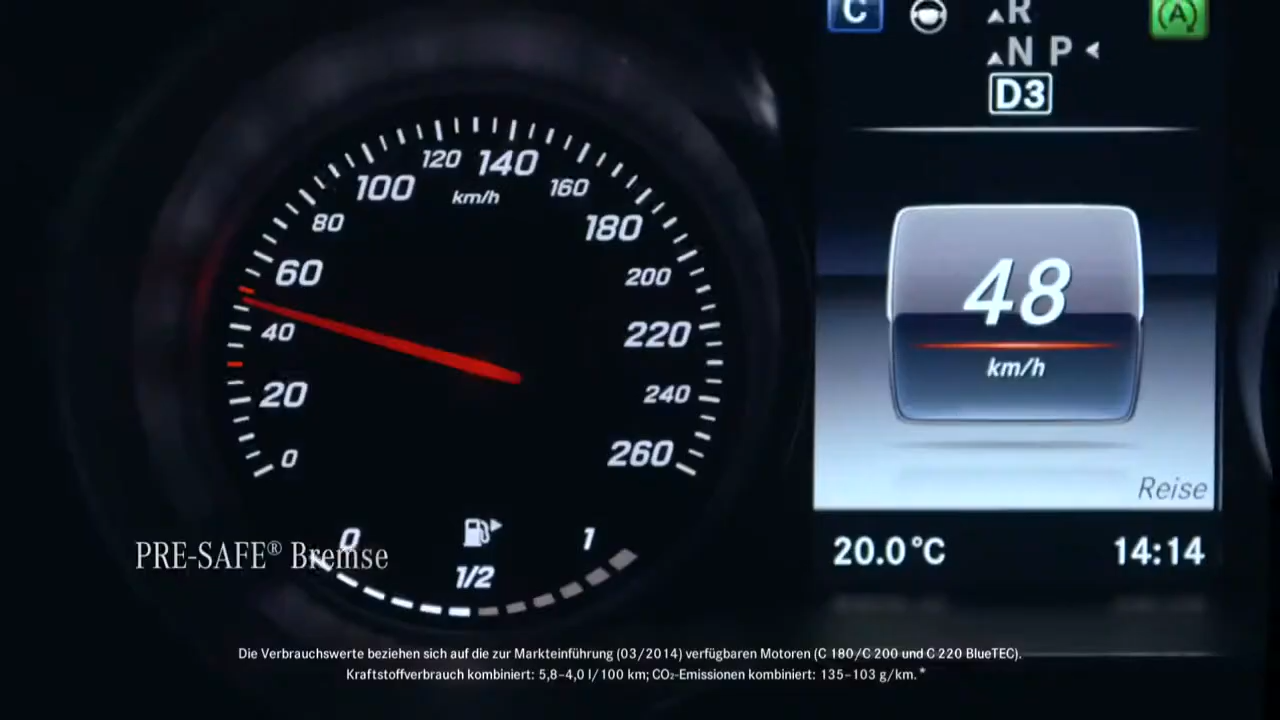 C
R
A
N P
D3
120 140
100 160
km/h
80 180
60 200
48
40 220
km/h
20 240
0 260
Reise
0 1
PRE-SAFE® Bremse
1/2
20.0°C 14:14
Die Verbrauchswerte beziehen sich auf die zur Markteinführung (03/2014) verfügbaren Motoren (C 180/C 200 und C 220 BlueTEC).
Kraftstoffverbrauch kombiniert: 5,8–4,0 l/100 km; CO₂-Emissionen kombiniert: 135–103 g/km.*